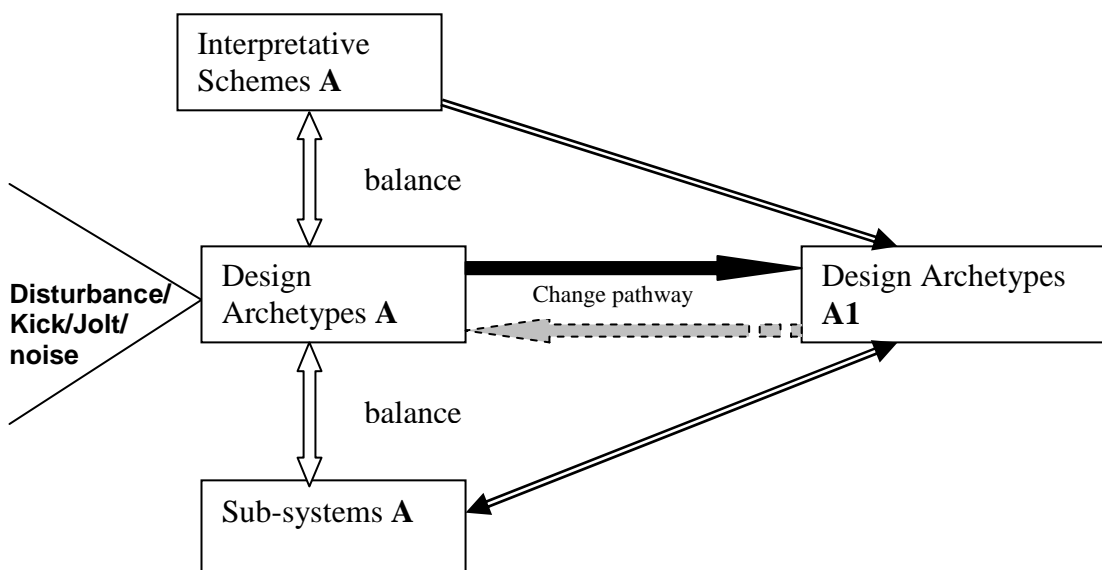 Interpretative
Schemes A
balance
Disturbance/
Kick/Jolt/
noise
Design
Archetypes A
Change pathway
Design Archetypes
A1
balance
Sub-systems A